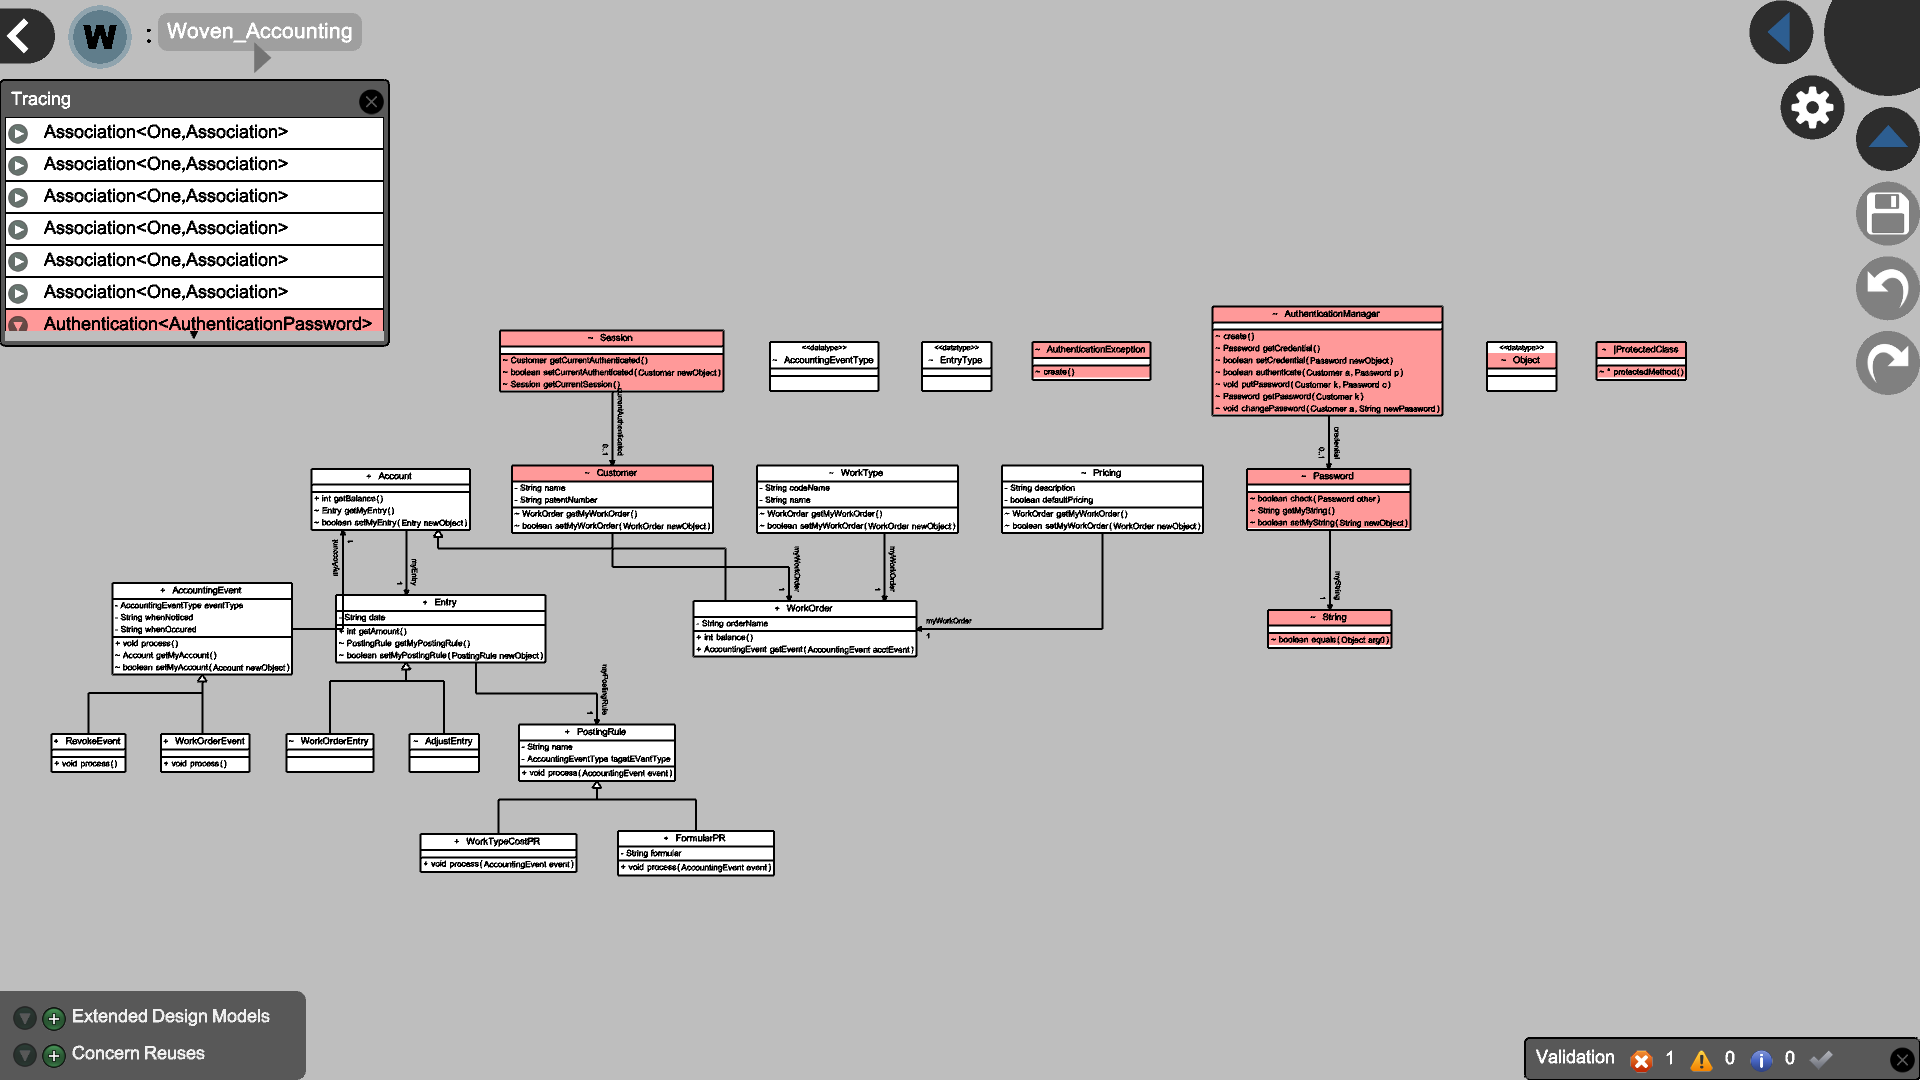 W : Woven_Accounting
Tracing
Association<One,Association>
Association<One,Association>
Association<One,Association>
Association<One,Association>
Association<One,Association>
Association<One,Association>
Authentication<AuthenticationPassword>
~ Session
~ Customer getCurrentAuthenticated()
~ boolean setCurrentAuthenticated(Customer newObject)
~ Session getCurrentSession()
<<datatype>>
~ AccountingEventType
<<datatype>>
~ EntryType
~ AuthenticationException
~ create()
~ AuthenticationManager
~ create()
~ Password getCredential()
~ boolean setCredential(Password newObject)
~ boolean authenticate(Customer a, Password p)
~ void putPassword(Customer k, Password c)
~ Password getPassword(Customer k)
~ void changePassword(Customer a, String newPassword)
<<datatype>>
~ Object
~ |ProtectedClass
~ * protectedMethod()
currentAuthenticated
0..1
credential
0..1
+ Account
+ int getBalance()
~ Entry getMyEntry()
~ boolean setMyEntry(Entry newObject)
~ Customer
- String name
- String patentNumber
~ WorkOrder getMyWorkOrder()
~ boolean setMyWorkOrder(WorkOrder newObject)
~ WorkType
- String codeName
- String name
~ WorkOrder getMyWorkOrder()
~ boolean setMyWorkOrder(WorkOrder newObject)
~ Pricing
- String description
- boolean defaultPricing
~ WorkOrder getMyWorkOrder()
~ boolean setMyWorkOrder(WorkOrder newObject)
~ Password
~ boolean check(Password other)
~ String getMyString()
~ boolean setMyString(String newObject)
myAccount
1
myEntry
1
myWorkOrder
1
myWorkOrder
1
myString
1
+ AccountingEvent
- AccountingEventType eventType
- String whenNoticed
- String whenOccured
+ void process()
~ Account getMyAccount()
~ boolean setMyAccount(Account newObject)
+ Entry
- String date
+ int getAmount()
~ PostingRule getMyPostingRule()
~ boolean setMyPostingRule(PostingRule newObject)
+ WorkOrder
- String orderName
+ int balance()
+ AccountingEvent getEvent(AccountingEvent acctEvent)
myWorkOrder
1
~ String
~ boolean equals(Object arg0)
myPostingRule
1
+ RevokeEvent
+ void process()
+ WorkOrderEvent
+ void process()
~ WorkOrderEntry
~ AdjustEntry
+ PostingRule
- String name
- AccountingEventType tagetEVentType
+ void process(AccountingEvent event)
+ WorkTypeCostPR
+ void process(AccountingEvent event)
+ FormularPR
- String formular
+ void process(AccountingEvent event)
Extended Design Models
Concern Reuses
Validation 1 0 0